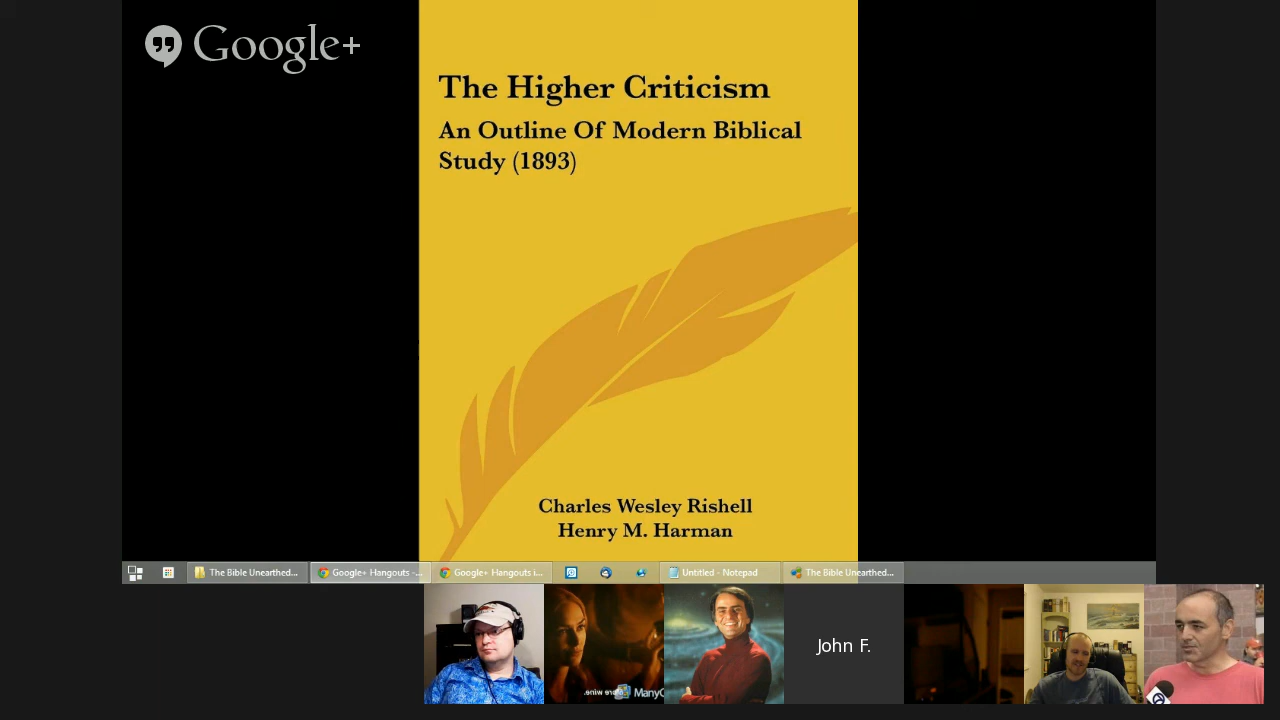 Google+
The Higher Criticism
An Outline Of Modern Biblical
Study (1893)
Charles Wesley Rishell
Henry M. Harman
The Bible Unearthed...
Google+ Hangouts -...
Google+ Hangouts i...
Untitled - Notepad
The Bible Unearthed...
ManyC
John F.